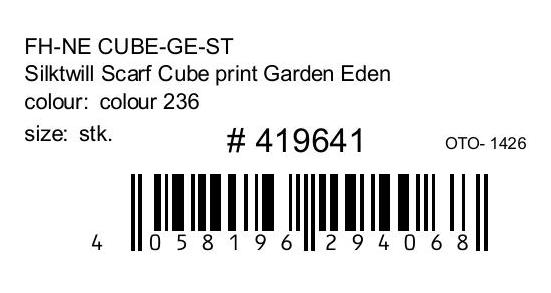 FH-NE CUBE-GE-ST
Silktwill Scarf Cube print Garden Eden
colour: colour 236
size: stk.
# 419641
OTO- 1426
4 058196 294068